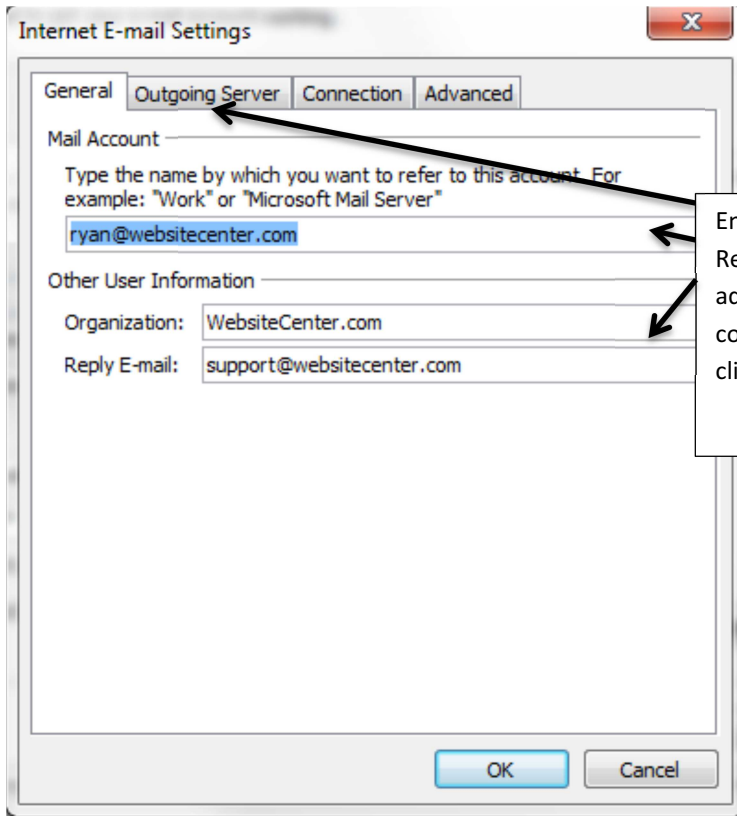 Internet E-mail Settings
General Outgoing Server Connection Advanced
Mail Account
Type the name by which you want to refer to this account. For
example: "Work" or "Microsoft Mail Server"
ryan@websitecenter.com
Other User Information
Organization: WebsiteCenter.com
Reply E-mail: support@websitecenter.com
OK Cancel